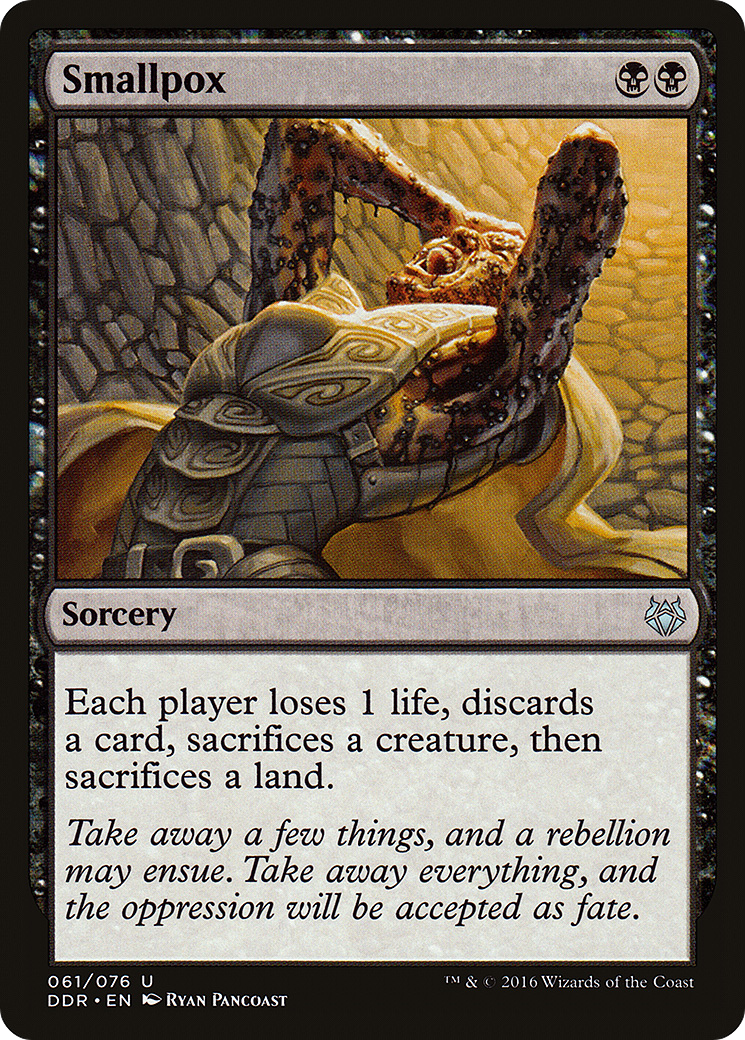 Smallpox
Sorcery
Each player loses 1 life, discards
a card, sacrifices a creature, then
sacrifices a land.
Take away a few things, and a rebellion
may ensue. Take away everything, and
the oppression will be accepted as fate.
061/076 U
™ & © 2016 Wizards of the Coast
DDR • EN Ryan Pancoast